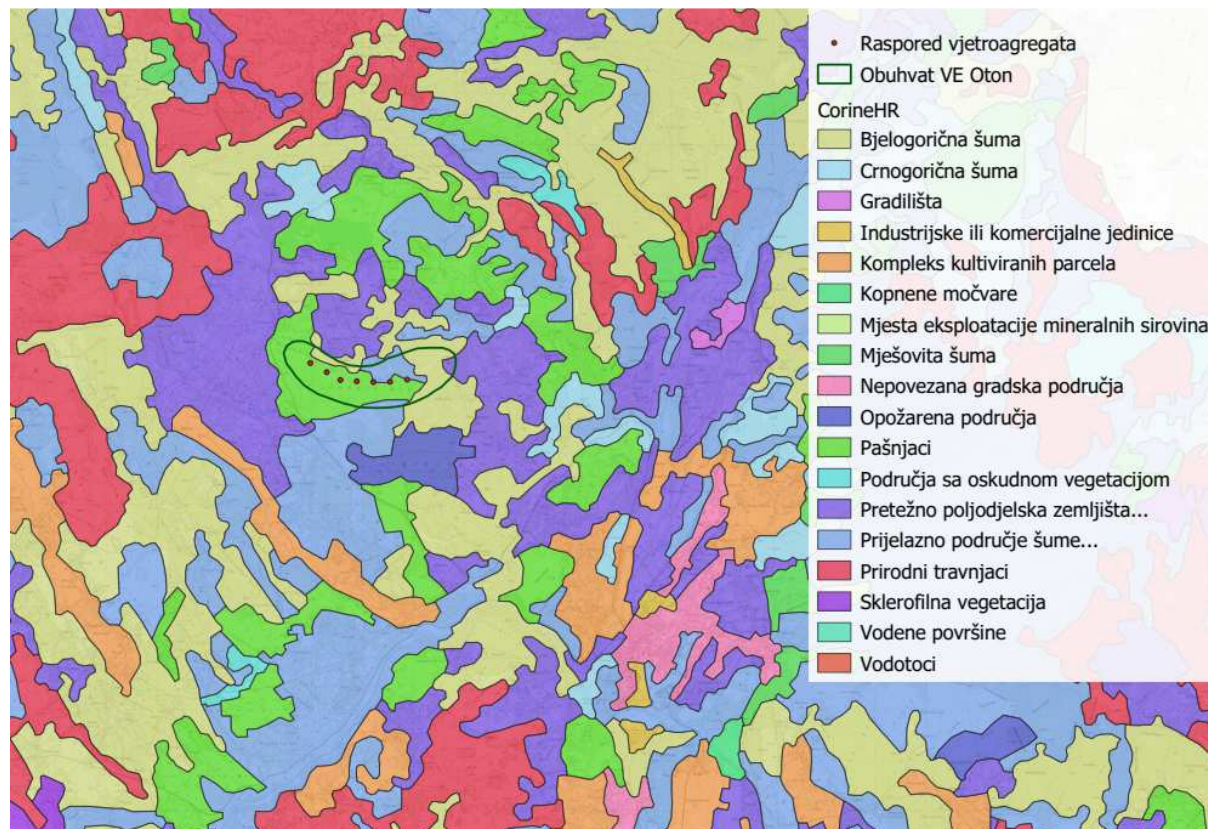 Raspored vjetroagregata
Obuhvat VE Oton
CorineHR
Bjelogorična šuma
Crnogorična šuma
Gradilišta
Industrijske ili komercijalne jedinice
Kompleks kultiviranih parcela
Kopnene močvare
Mjesta eksploatacije mineralnih sirovina
Mješovita šuma
Nepovezana gradska područja
Opožarena područja
Pašnjaci
Područja sa oskudnom vegetacijom
Pretežno poljodjelska zemljišta...
Prijelazno područje šume...
Prirodni travnjaci
Sklerofilna vegetacija
Vodene površine
Vodotoci